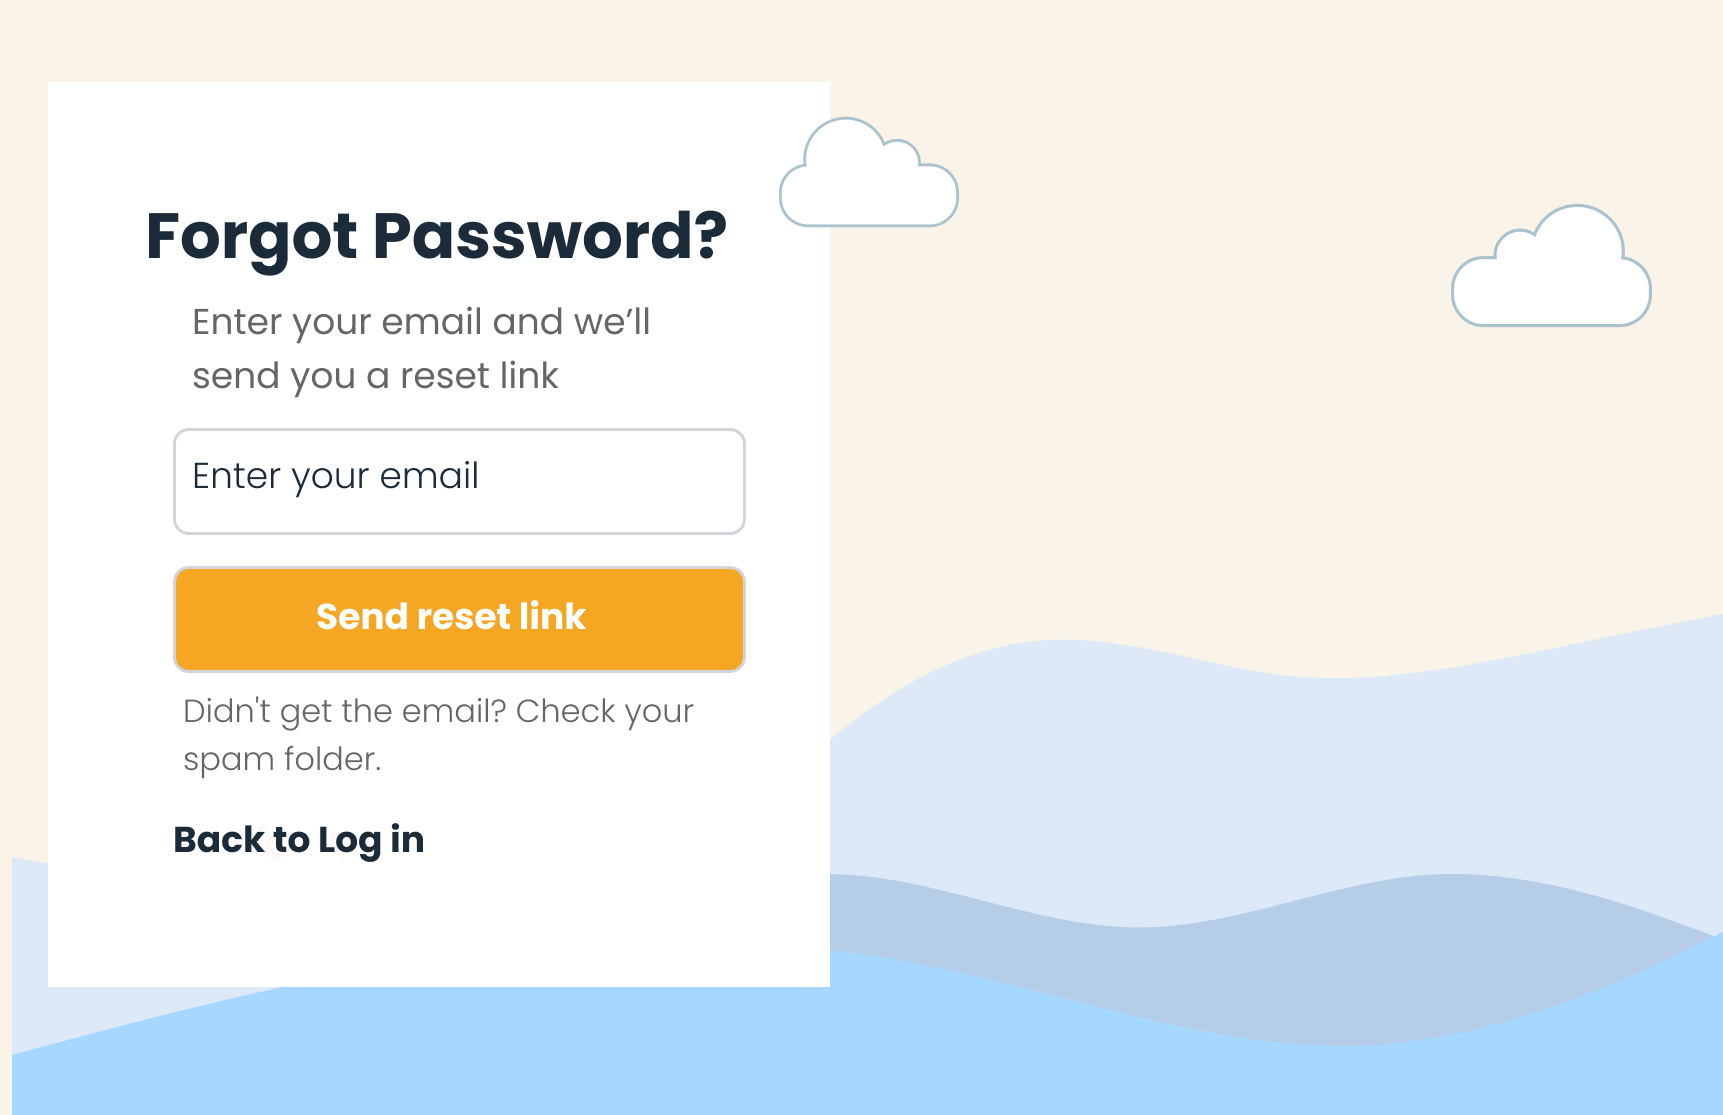 Forgot Password?
Enter your email and we’ll
send you a reset link
Enter your email
Send reset link
Didn't get the email? Check your
spam folder.
Back to Log in